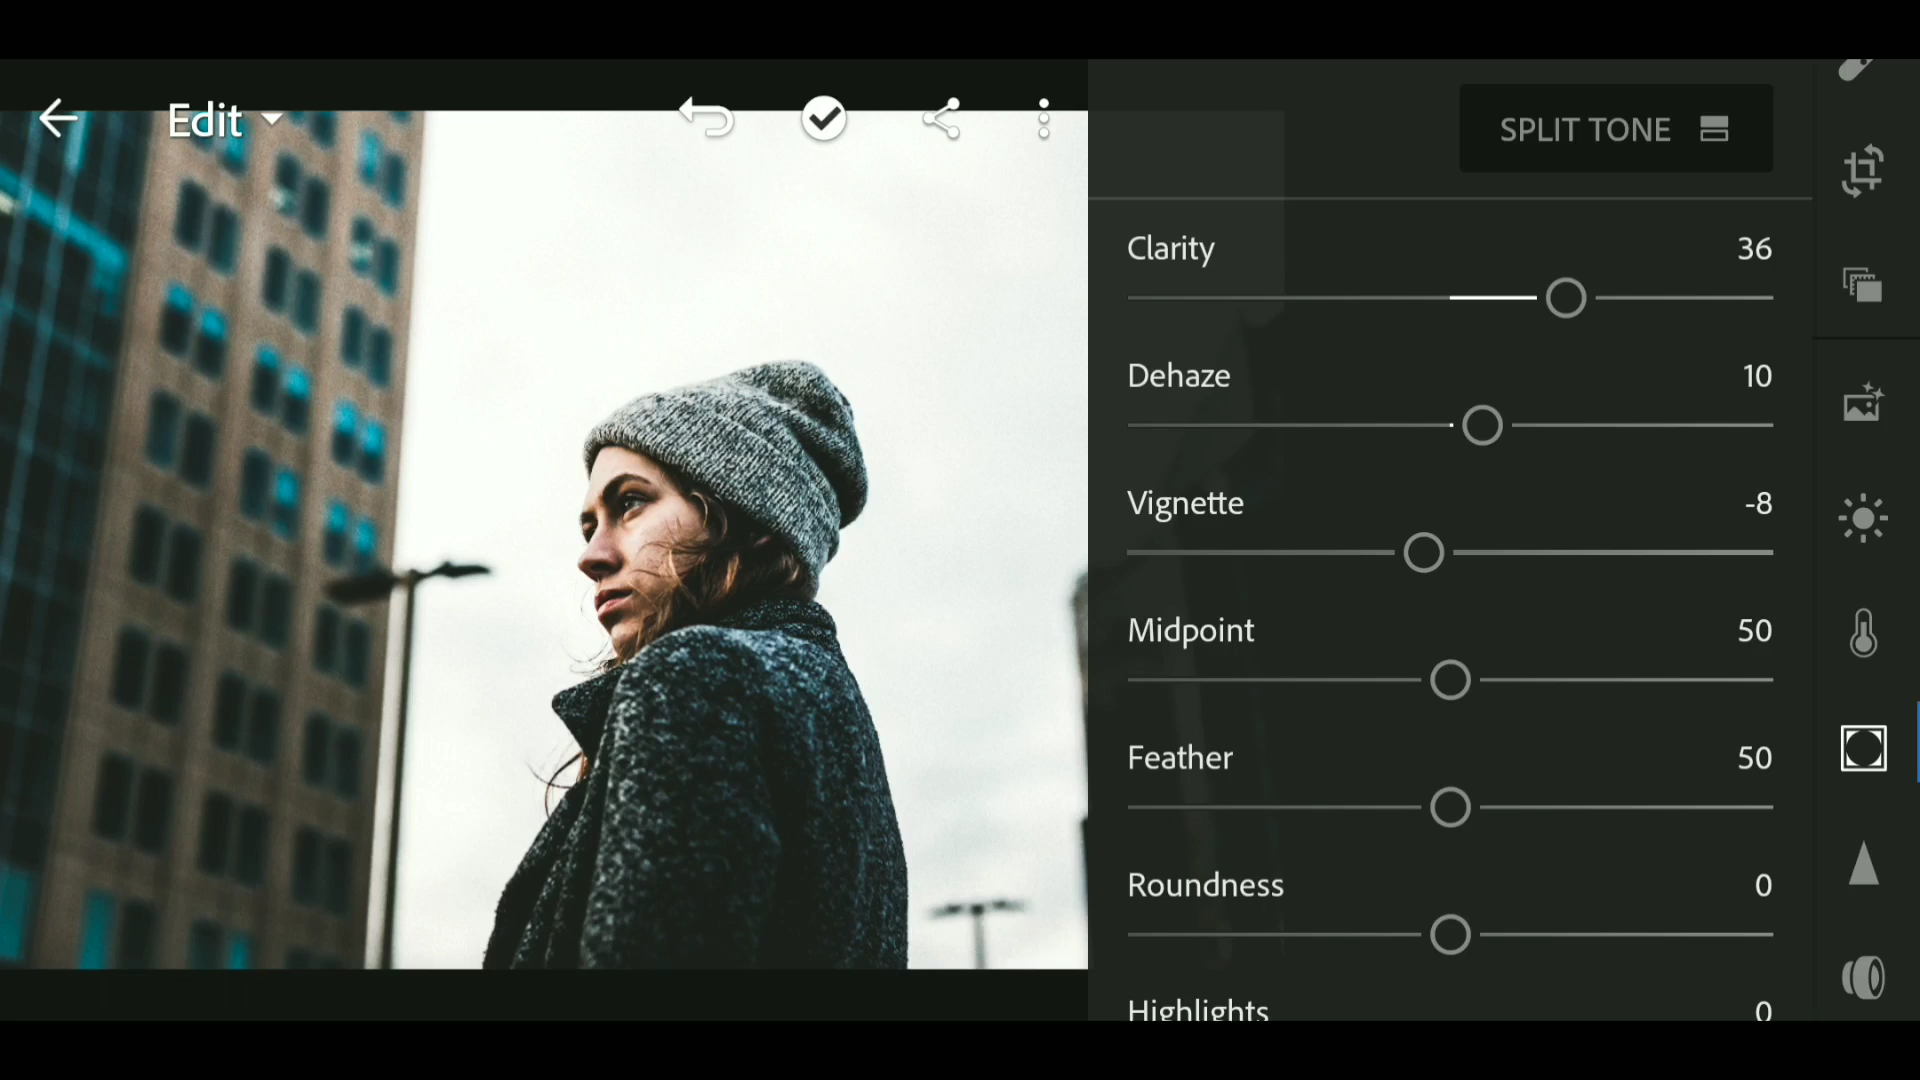 Edit
SPLIT TONE
Clarity 36
Dehaze 10
Vignette -8
Midpoint 50
Feather 50
Roundness 0
Highlights 0